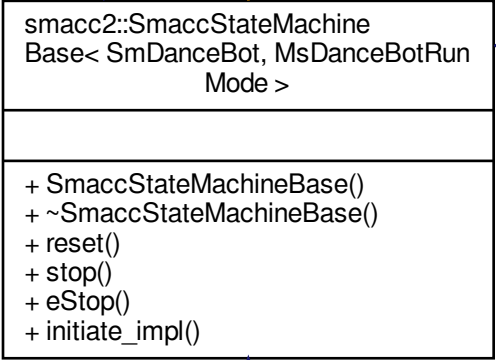 smacc2::SmaccStateMachine
Base< SmDanceBot, MsDanceBotRun
Mode >
+ SmaccStateMachineBase()
+ ~SmaccStateMachineBase()
+ reset()
+ stop()
+ eStop()
+ initiate_impl()